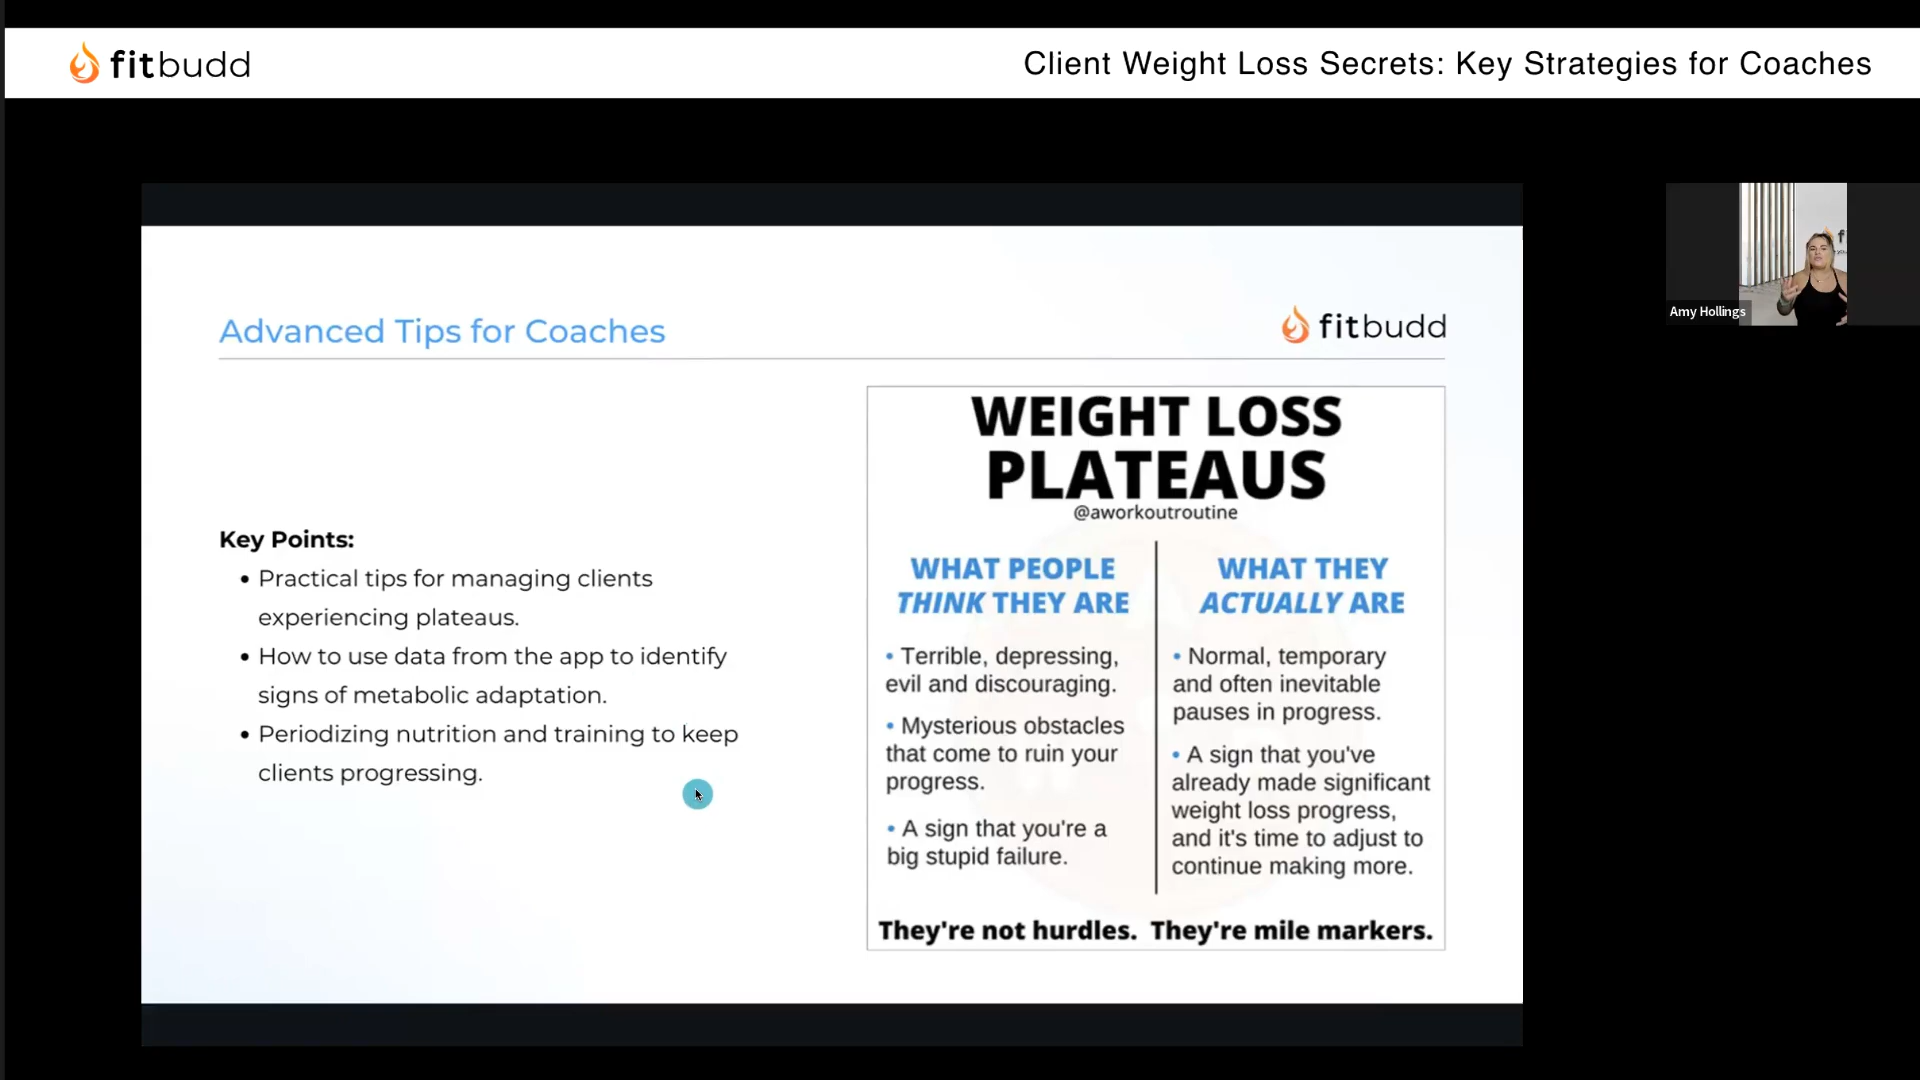 fitbudd
Client Weight Loss Secrets: Key Strategies for Coaches
Amy Hollings
Advanced Tips for Coaches
fitbudd
Key Points:
• Practical tips for managing clients
experiencing plateaus.
• How to use data from the app to identify
signs of metabolic adaptation.
• Periodizing nutrition and training to keep
clients progressing.
WEIGHT LOSS
PLATEAUS
@aworkoutroutine
WHAT PEOPLE
THINK THEY ARE
• Terrible, depressing,
evil and discouraging.
• Mysterious obstacles
that come to ruin your
progress.
• A sign that you're a
big stupid failure.
WHAT THEY
ACTUALLY ARE
• Normal, temporary
and often inevitable
pauses in progress.
• A sign that you've
already made significant
weight loss progress,
and it's time to adjust to
continue making more.
They're not hurdles. They're mile markers.